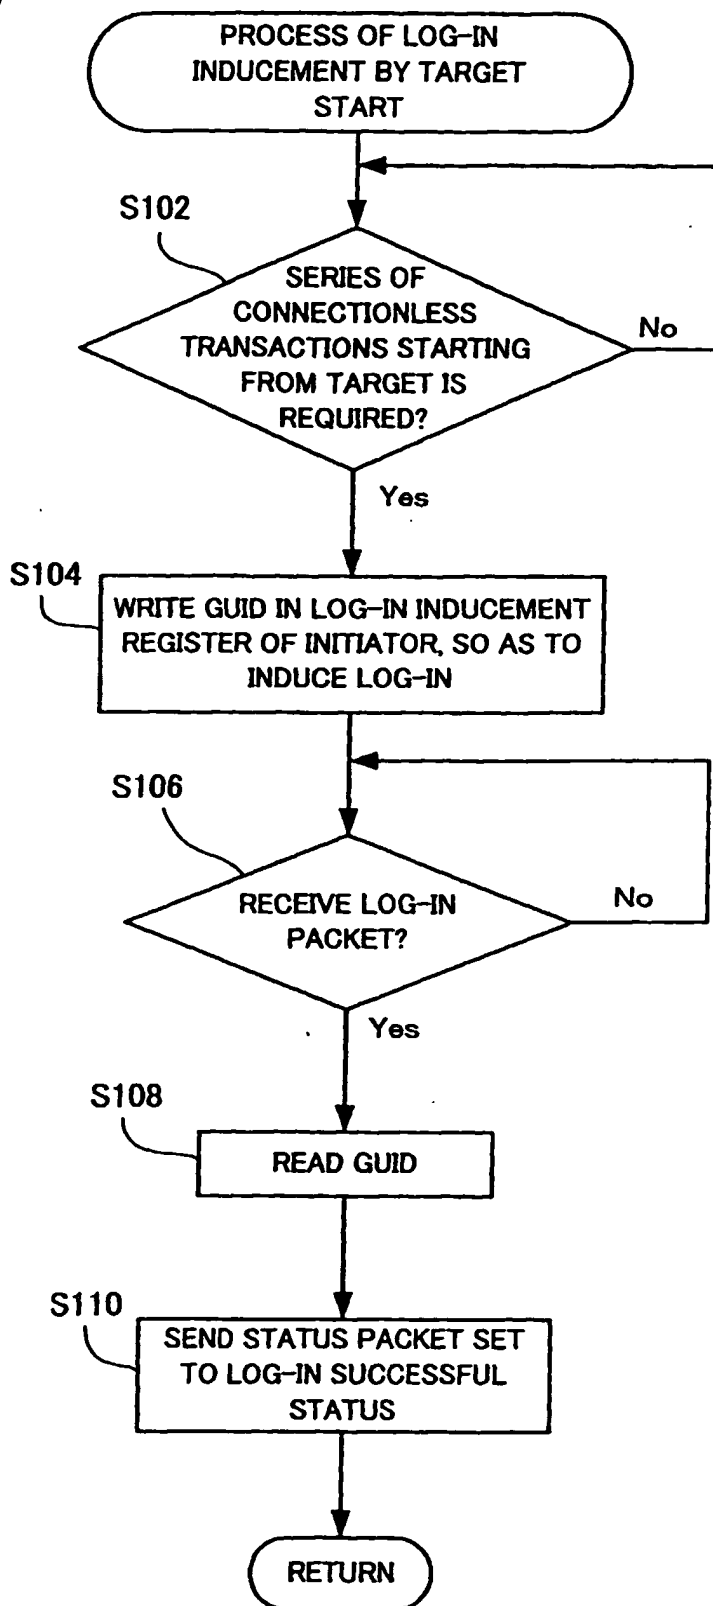 PROCESS OF LOG-IN
INDUCEMENT BY TARGET
START
S102
SERIES OF
CONNECTIONLESS
TRANSACTIONS STARTING
FROM TARGET IS
REQUIRED?
No
Yes
S104
WRITE GUID IN LOG-IN INDUCEMENT
REGISTER OF INITIATOR, SO AS TO
INDUCE LOG-IN
S106
RECEIVE LOG-IN
PACKET?
No
Yes
S108
READ GUID
S110
SEND STATUS PACKET SET
TO LOG-IN SUCCESSFUL
STATUS
RETURN